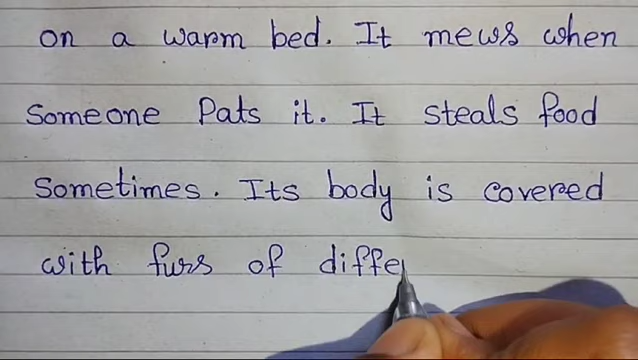 on a warm bed. It mews when
someone Pats it. It steals food
sometimes. Its body is covered
with furs of diffe